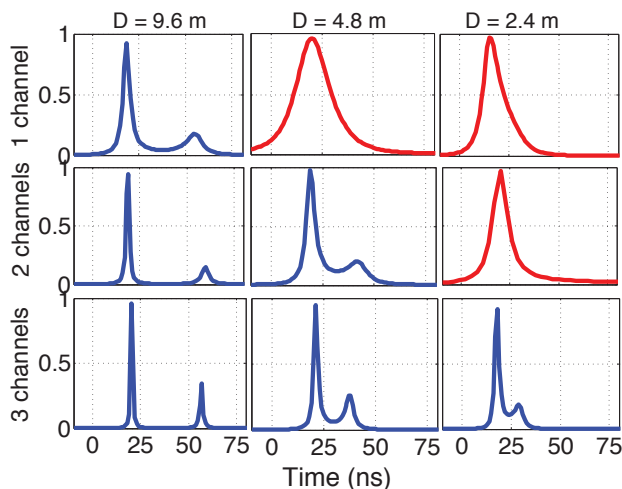 D = 9.6 m D = 4.8 m D = 2.4 m
1 channel
1
0.5
0
2 channels
1
0.5
0
3 channels
1
0.5
0
0 25 50 75 0 25 50 75 0 25 50 75
Time (ns)